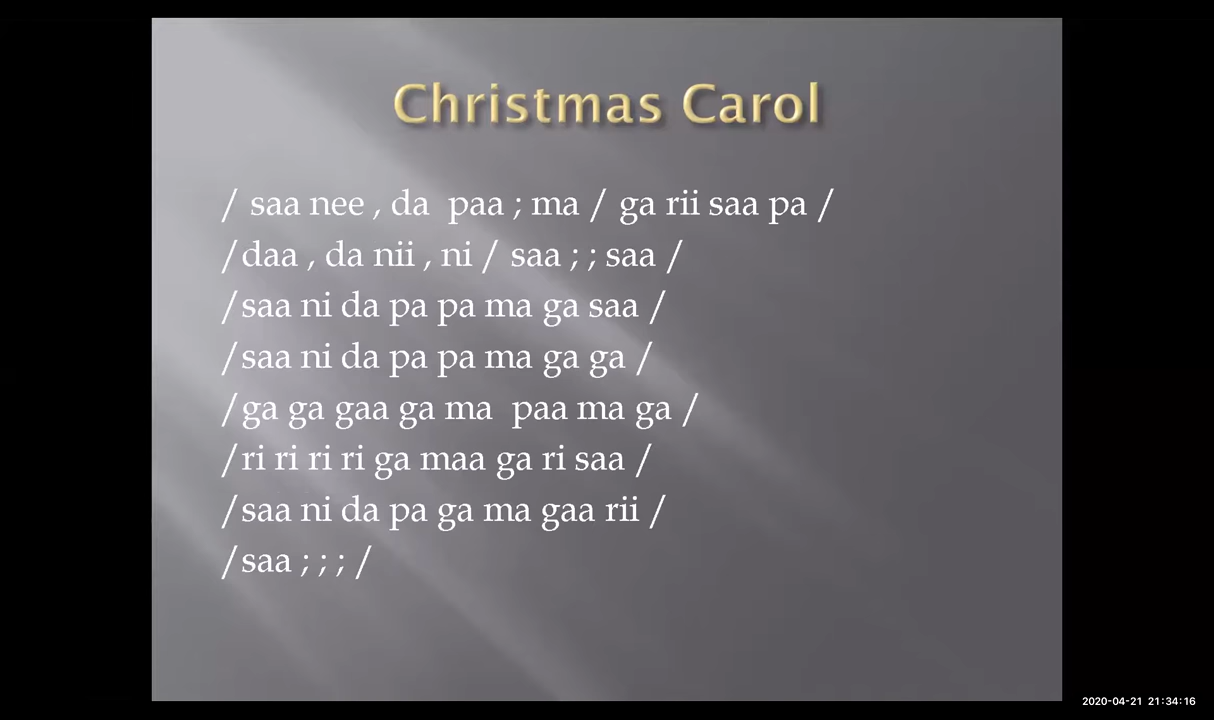 Christmas Carol
/ saa nee , da  paa ; ma / ga rii saa pa /
/daa , da nii , ni / saa ; ; saa /
/saa ni da pa pa ma ga saa /
/saa ni da pa pa ma ga ga /
/ga ga gaa ga ma  paa ma ga /
/ri ri ri ri ga maa ga ri saa /
/saa ni da pa ga ma gaa rii /
/saa ; ; ; /
2020-04-21 21:34:16